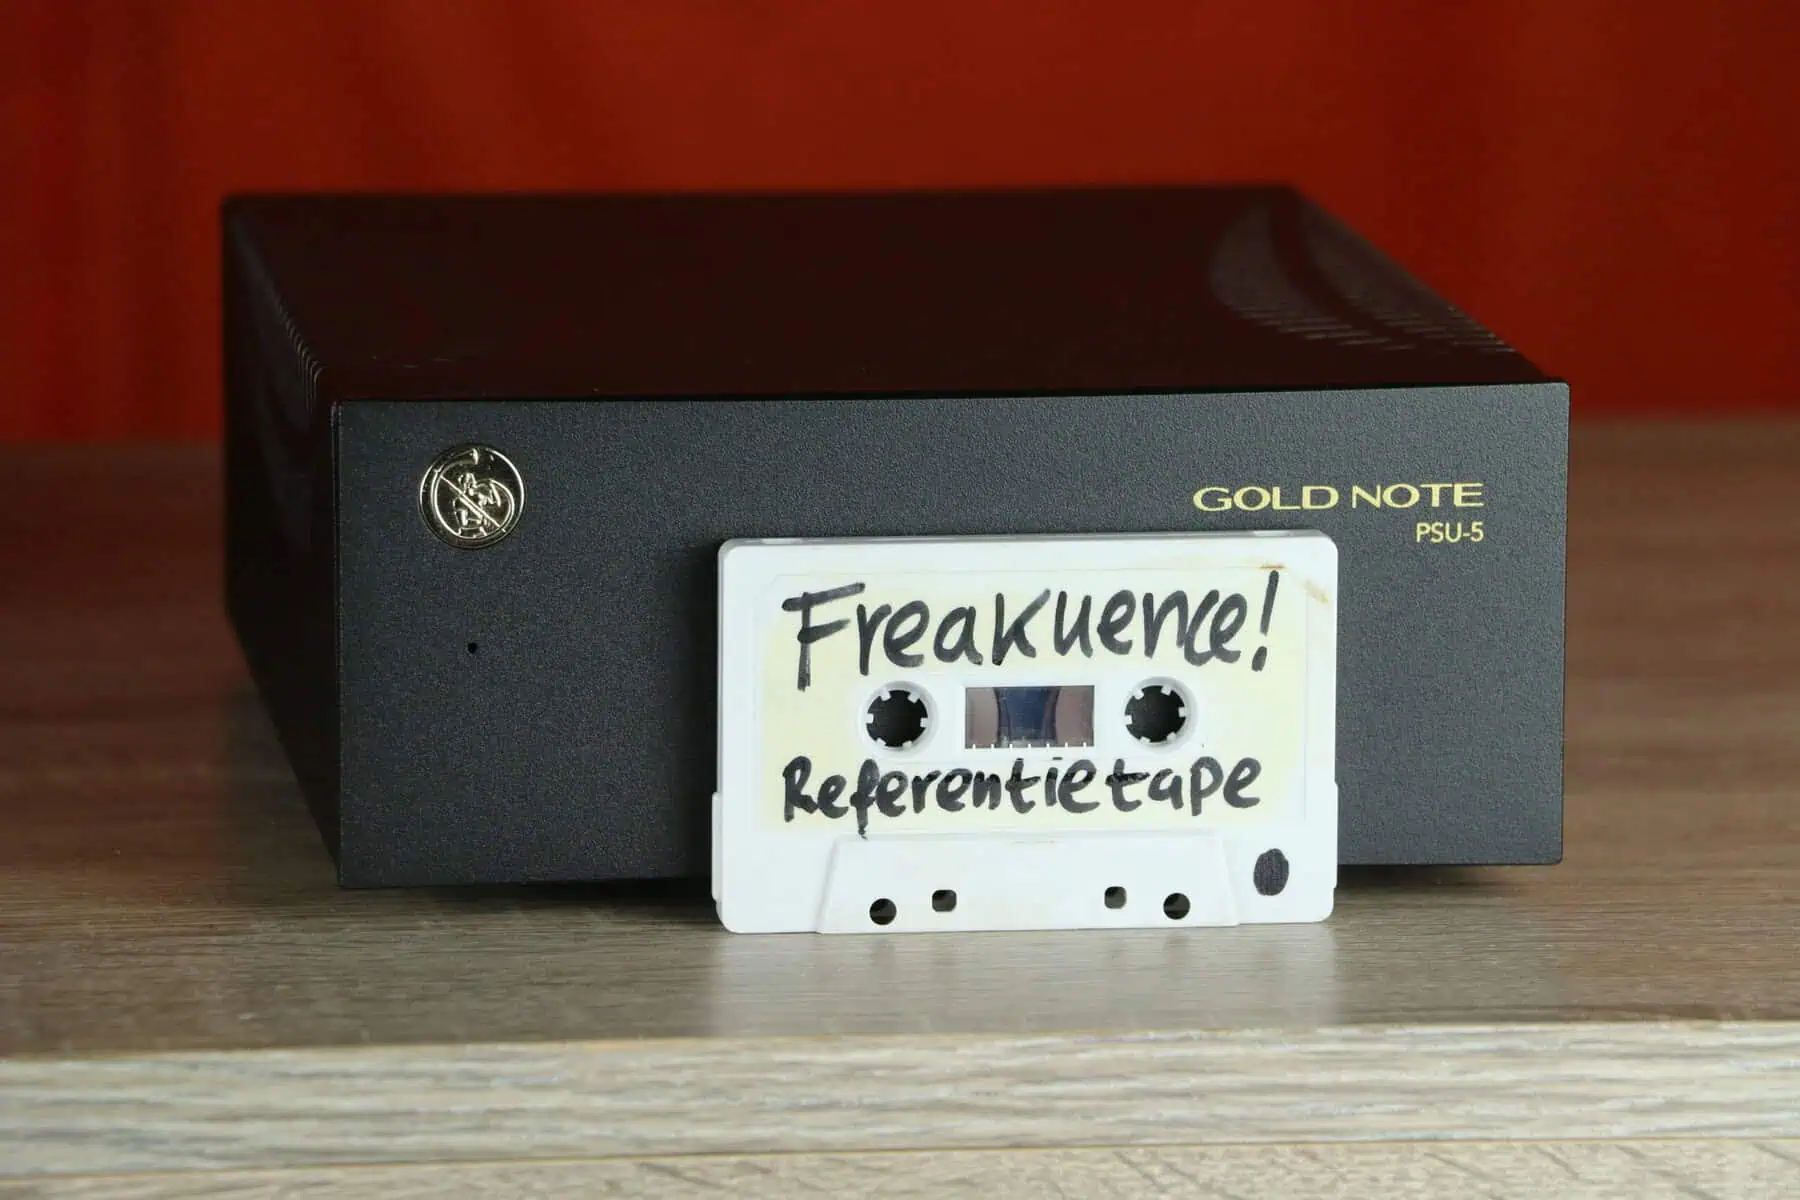 GOLD NOTE
PSU-5
Freakuence!
Referentietape